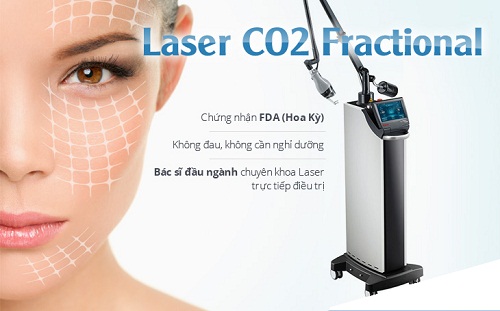 Laser CO2 Fractional
Chứng nhận FDA (Hoa Kỳ)
Không đau, không cần nghỉ dưỡng
Bác sĩ đầu ngành chuyên khoa Laser
trực tiếp điều trị